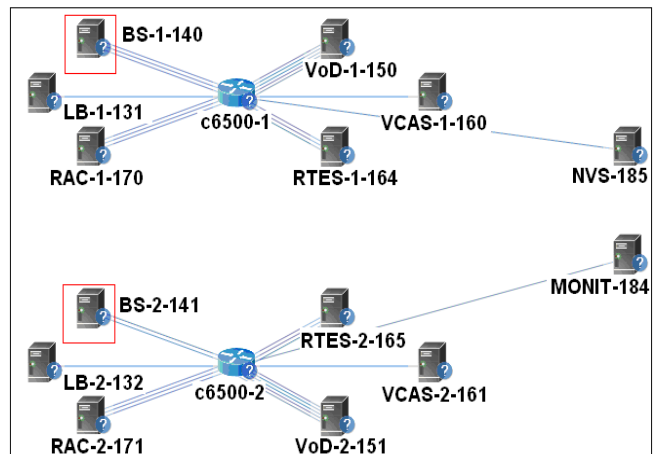 BS-1-140
VoD-1-150
LB-1-131
c6500-1
VCAS-1-160
RAC-1-170
RTES-1-164
NVS-185
MONIT-184
BS-2-141
RTES-2-165
LB-2-132
c6500-2
VCAS-2-161
RAC-2-171
VoD-2-151